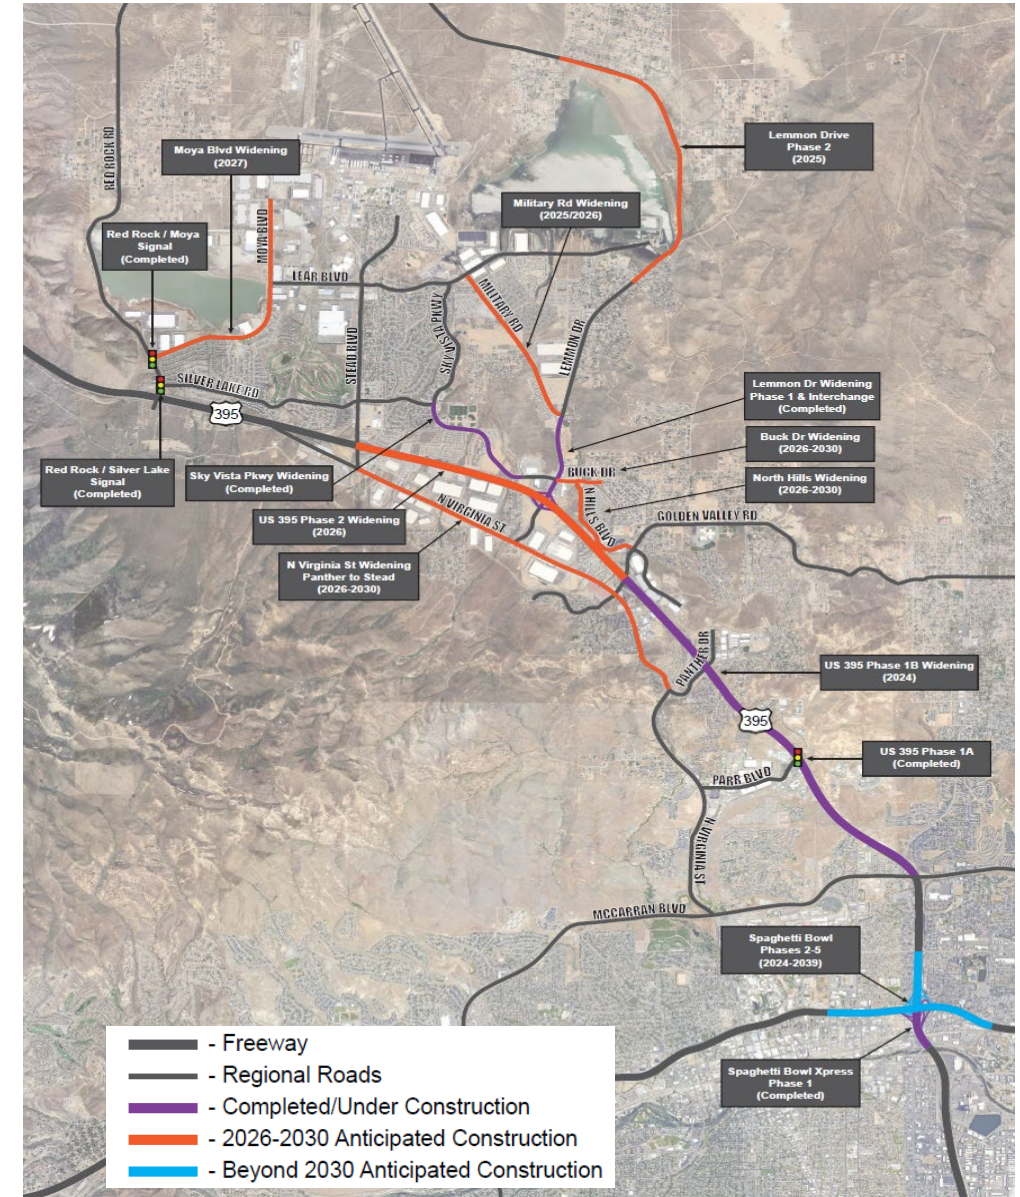 Lemmon Drive
Phase 2
(2025)
Moya Blvd Widening
(2027)
RED ROCK RD
Military Rd Widening
(2025/2026)
Red Rock / Moya
Signal
(Completed)
MOYA BLVD
LEAR BLVD
MILITARY RD
SKY VISTA PKWY
STEAD BLVD
LEMMON DR
SILVER LAKE RD
395
Lemmon Dr Widening
Phase 1 & Interchange
(Completed)
Buck Dr Widening
(2026-2030)
BUCK DR
North Hills Widening
(2026-2030)
Red Rock / Silver Lake
Signal
(Completed)
Sky Vista Pkwy Widening
(Completed)
N HILLS BLVD
N VIRGINIA ST
GOLDEN VALLEY RD
US 395 Phase 2 Widening
(2026)
N Virginia St Widening
Panther to Stead
(2026-2030)
PANTHER DR
US 395 Phase 1B Widening
(2024)
395
US 395 Phase 1A
(Completed)
PARR BLVD
N VIRGINIA ST
MCCARRAN BLVD
Spaghetti Bowl
Phases 2-5
(2024-2039)
Spaghetti Bowl Xpress
Phase 1
(Completed)
- Freeway
- Regional Roads
- Completed/Under Construction
- 2026-2030 Anticipated Construction
- Beyond 2030 Anticipated Construction